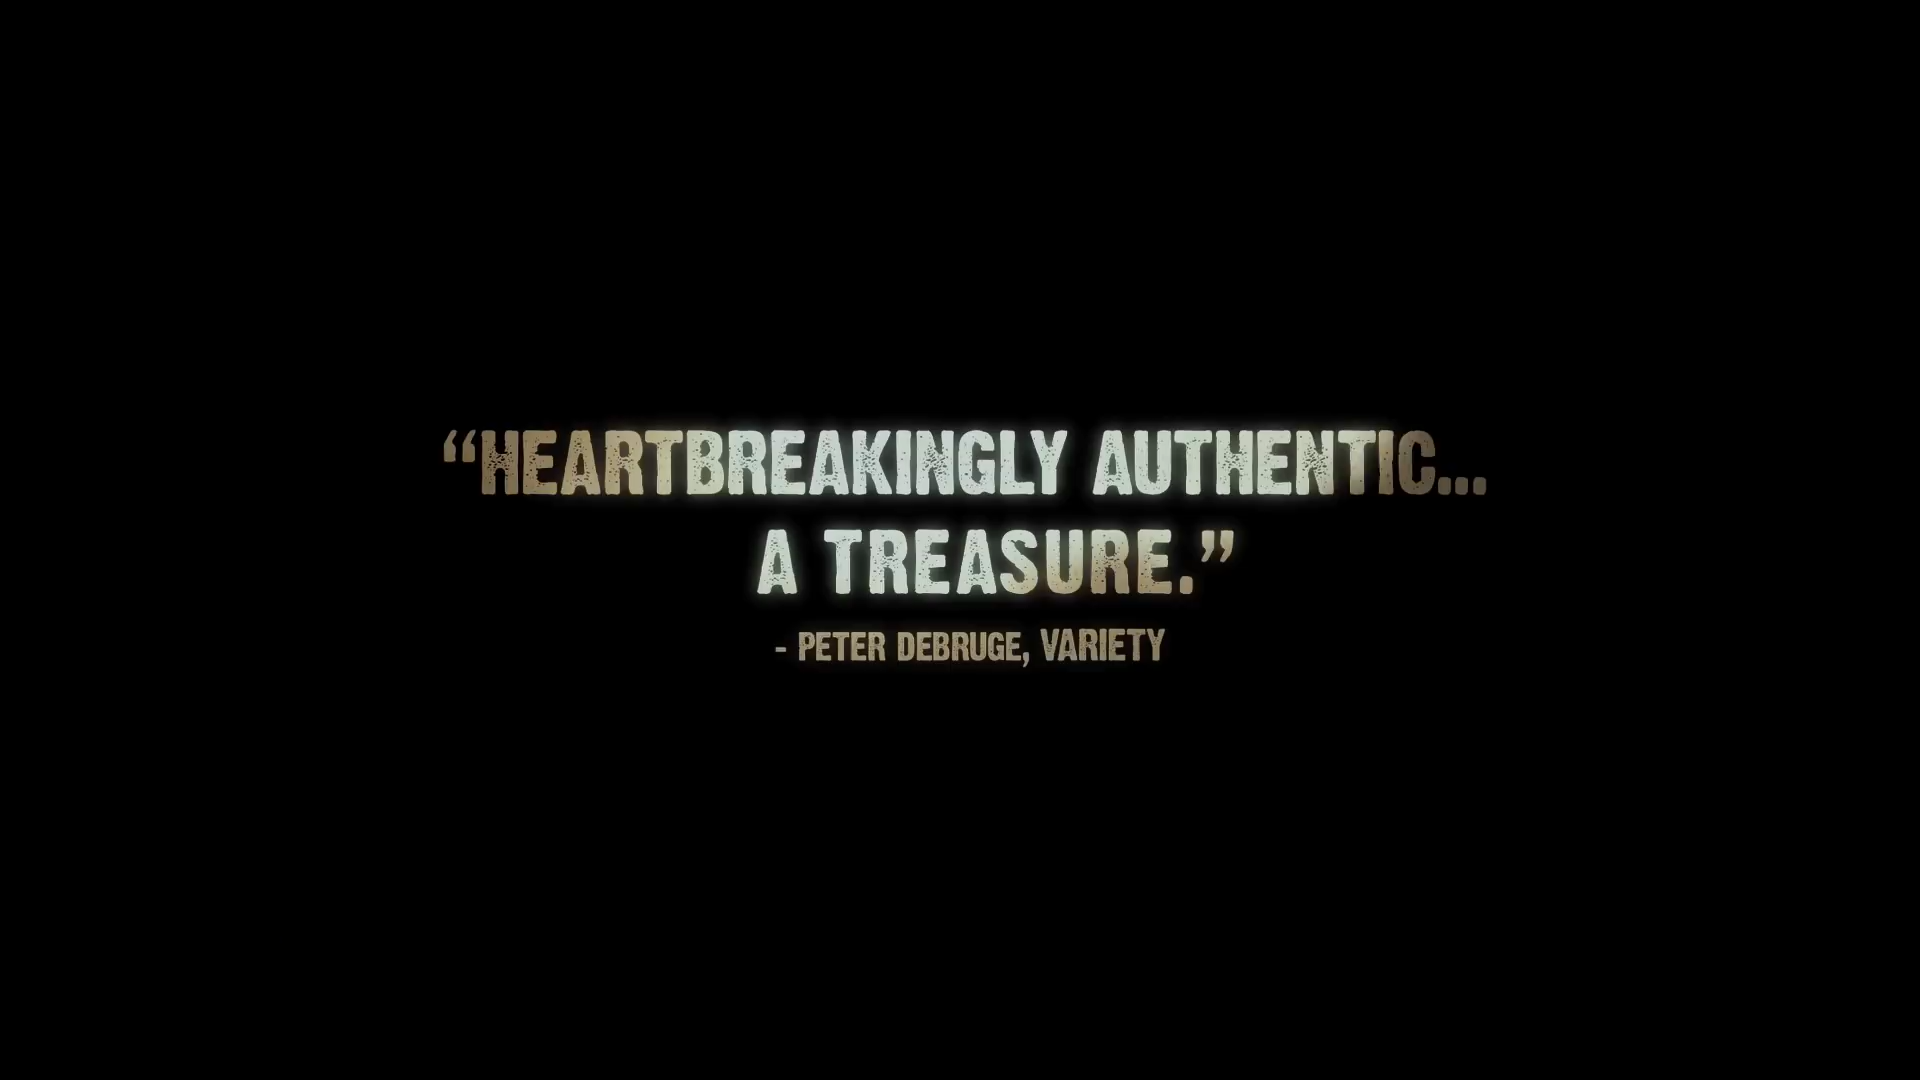 “HEARTBREAKINGLY AUTHENTIC...
A TREASURE.”
- PETER DEBRUGE, VARIETY